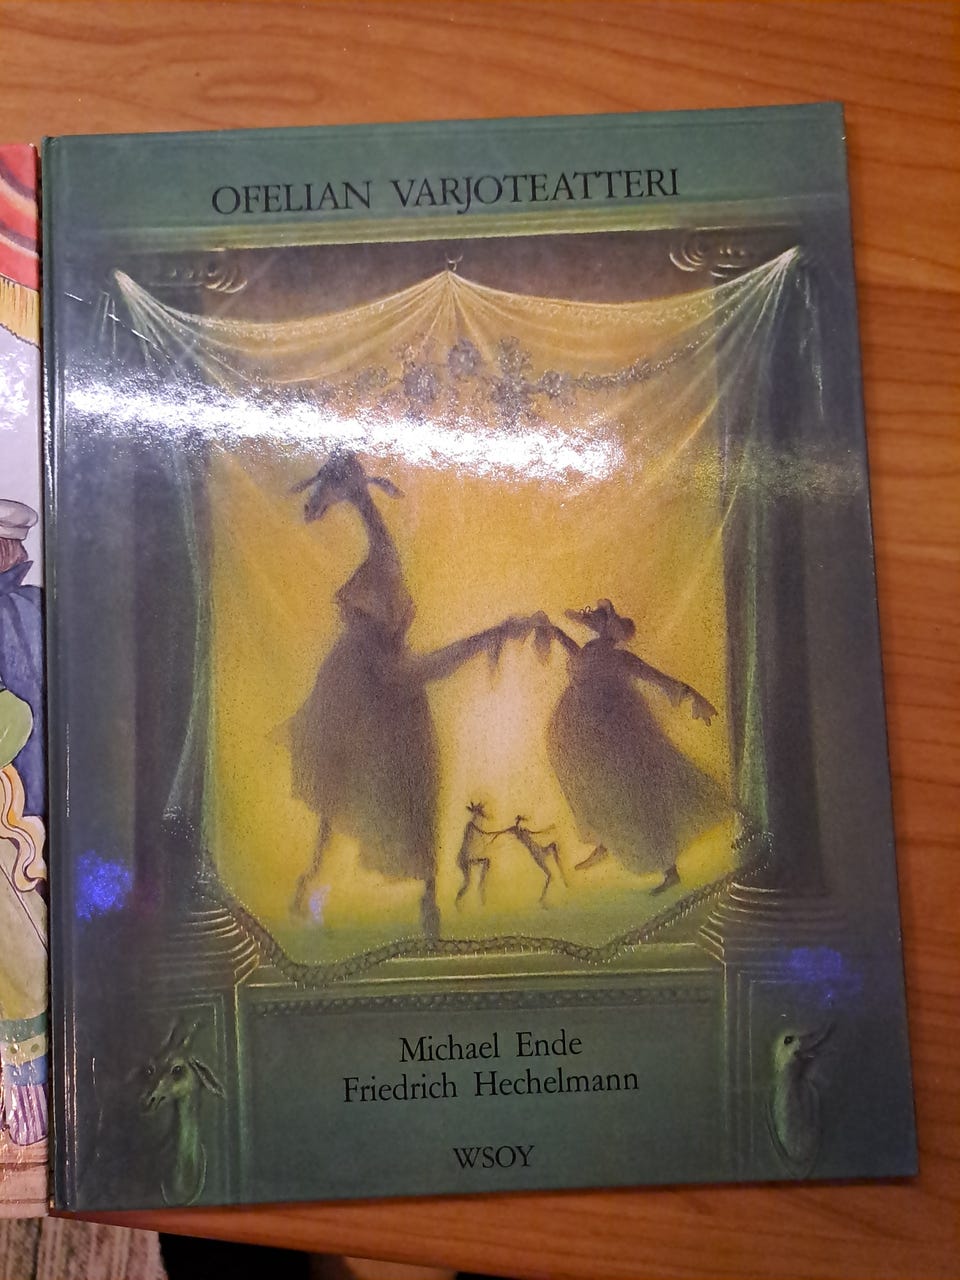 OFELIAN VARJOTEATTERI
Michael Ende
Friedrich Hechelmann
WSOY